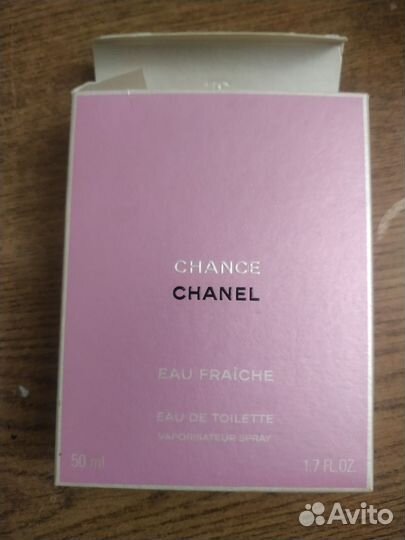 CHANCE
CHANEL
EAU FRAÎCHE
EAU DE TOILETTE
VAPORISATEUR SPRAY
50 ml 1.7 FL.OZ.
Avito